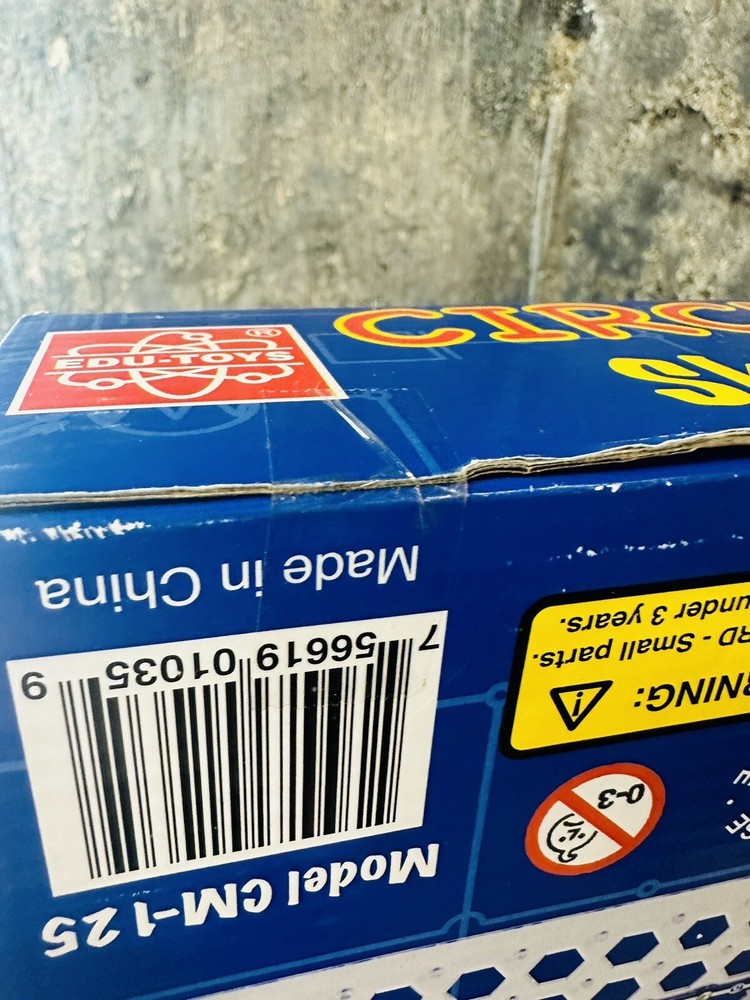 EDU-TOYS®
CIRC
Model CM-125
7 56619 01035 9
Made in China
0-3
RNING:
RD - Small parts.
under 3 years.